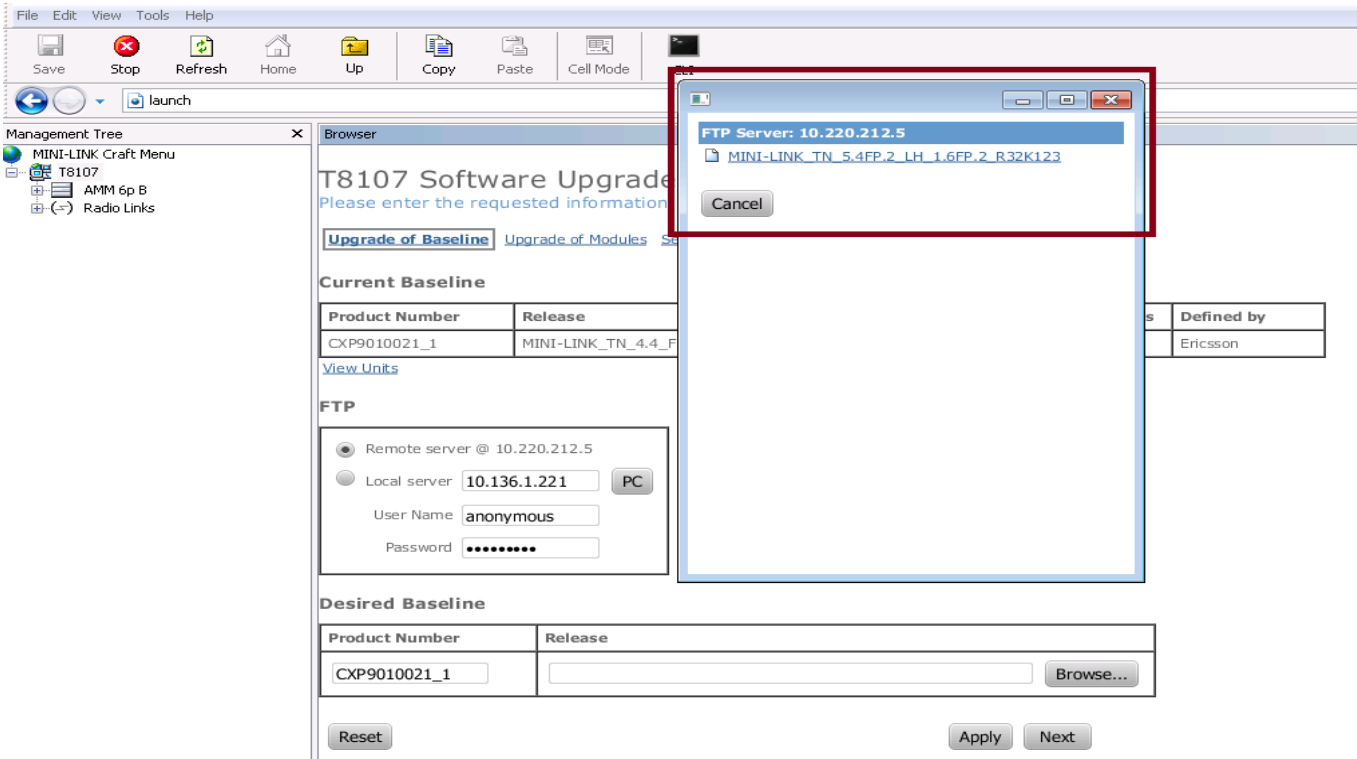 File Edit View Tools Help
Save Stop Refresh Home Up Copy Paste Cell Mode
launch
Management Tree
MINI-LINK Craft Menu
T8107
AMM 6p B
Radio Links
Browser
T8107 Software Upgrade
Please enter the requested information
Upgrade of Baseline Upgrade of Modules
Current Baseline
Product Number Release s Defined by
CXP9010021_1 MINI-LINK_TN_4.4_F Ericsson
View Units
FTP
Remote server @ 10.220.212.5
Local server 10.136.1.221 PC
User Name anonymous
Password •••••••••
FTP Server: 10.220.212.5
MINI-LINK_TN_5.4FP.2_LH_1.6FP.2_R32K123
Cancel
Desired Baseline
Product Number Release
CXP9010021_1 Browse...
Reset Apply Next